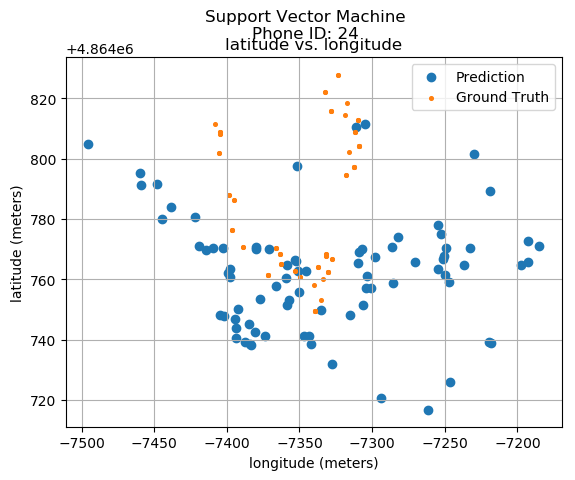 Support Vector Machine
Phone ID: 24
latitude vs. longitude
+4.864e6
Prediction
Ground Truth
820
800
780
760
740
720
latitude (meters)
−7500 −7450 −7400 −7350 −7300 −7250 −7200
longitude (meters)